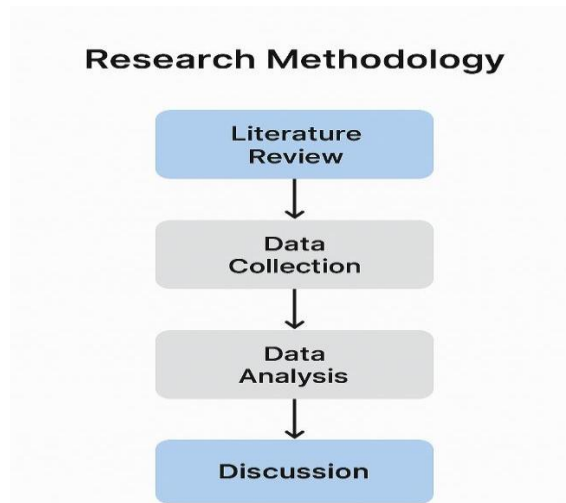 Research Methodology
Literature
Review
Data
Collection
Data
Analysis
Discussion